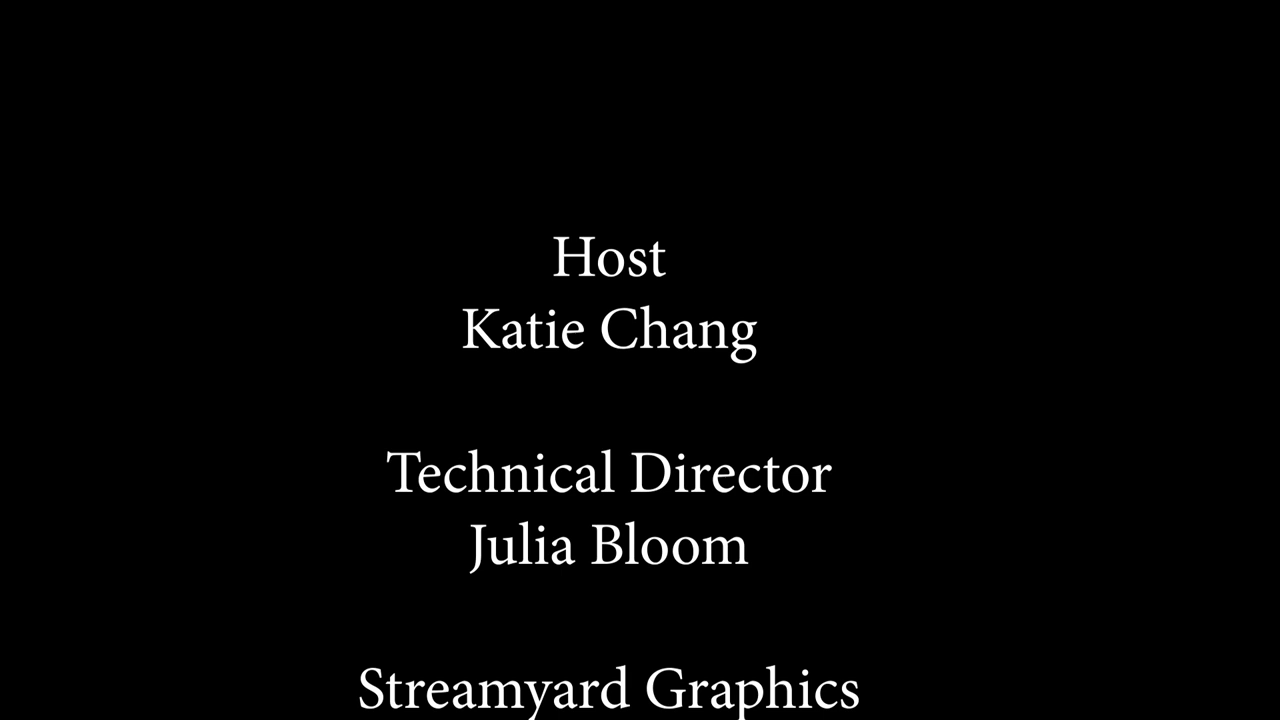 Host
Katie Chang
Technical Director
Julia Bloom
Streamyard Graphics